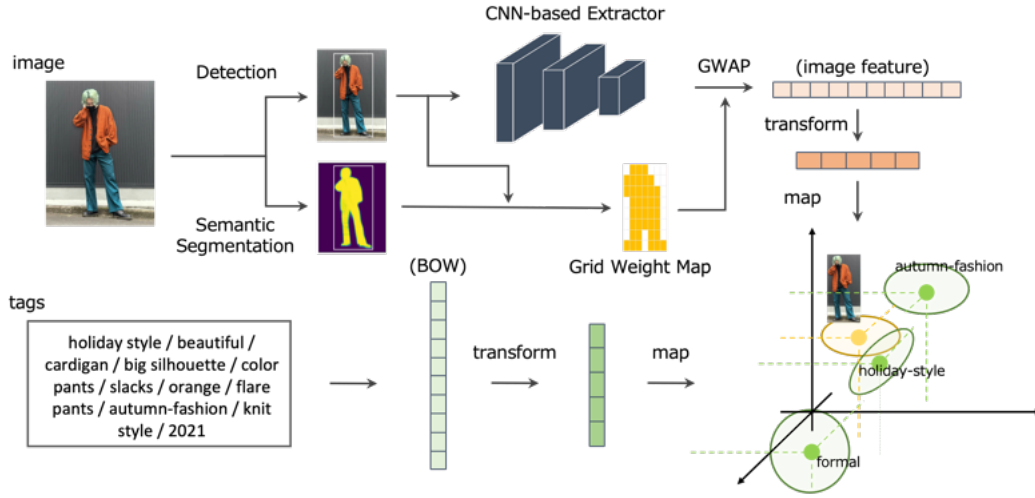 CNN-based Extractor
image
Detection
GWAP
(image feature)
transform
map
Semantic
Segmentation
Grid Weight Map
(BOW)
autumn-fashion
tags
holiday style / beautiful /
cardigan / big silhouette / color
pants / slacks / orange / flare
pants / autumn-fashion / knit
style / 2021
transform
map
holiday-style
formal